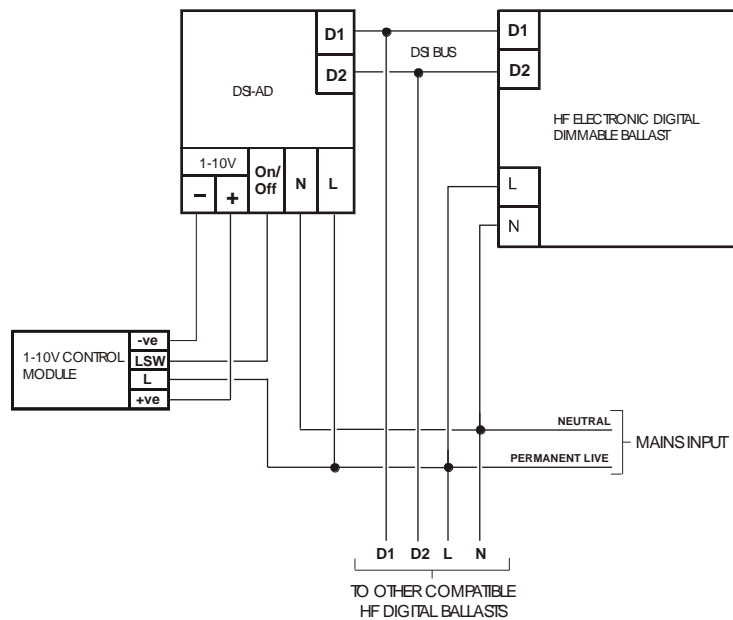 D1
D2
DSI-AD
1-10V
− +
On/
Off
N
L
DSI BUS
D1
D2
HF ELECTRONIC DIGITAL
DIMMABLE BALLAST
L
N
1-10V CONTROL
MODULE
-ve
LSW
L
+ve
NEUTRAL
PERMANENT LIVE
MAINS INPUT
D1 D2 L N
TO OTHER COMPATIBLE
HF DIGITAL BALLASTS